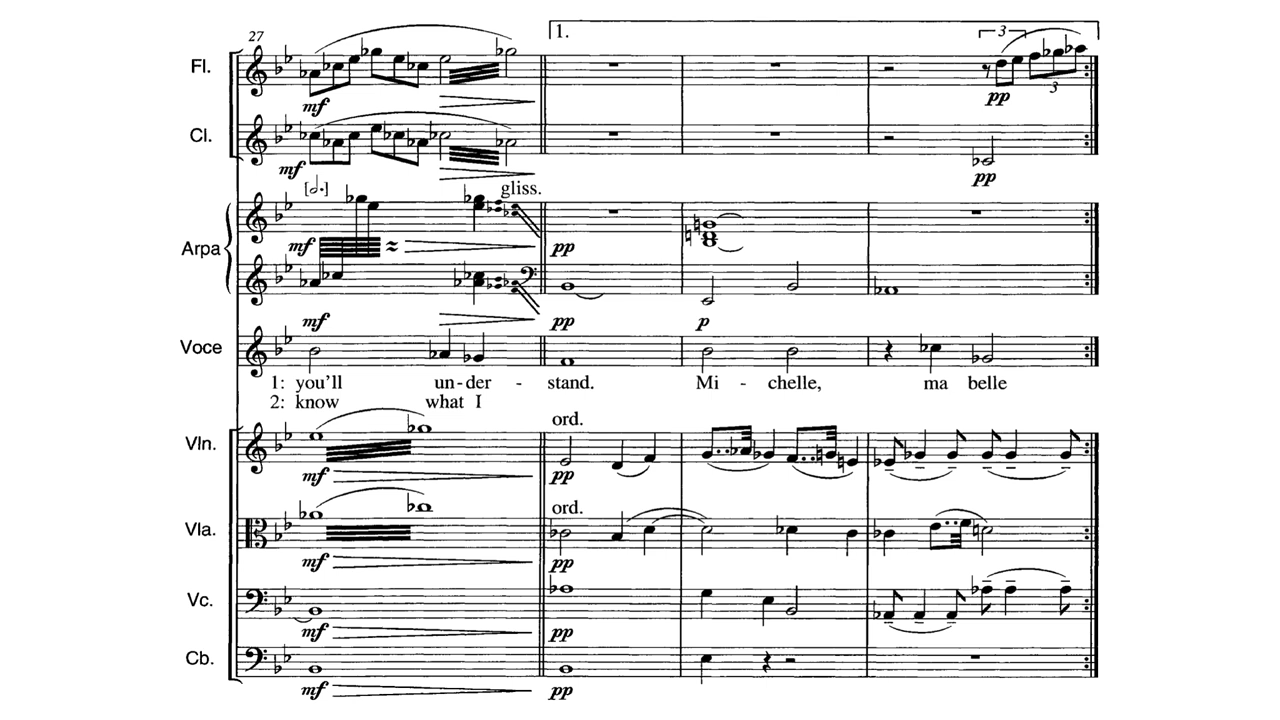 27
1.
3
Fl.
mf
pp
3
Cl.
mf
pp
gliss.
Arpa
mf
pp
mf
pp
p
Voce
1: you'll un-der - stand. Mi - chelle, ma belle
2: know what I
ord.
Vln.
mf
pp
ord.
Vla.
mf
pp
Vc.
mf
pp
Cb.
mf
pp